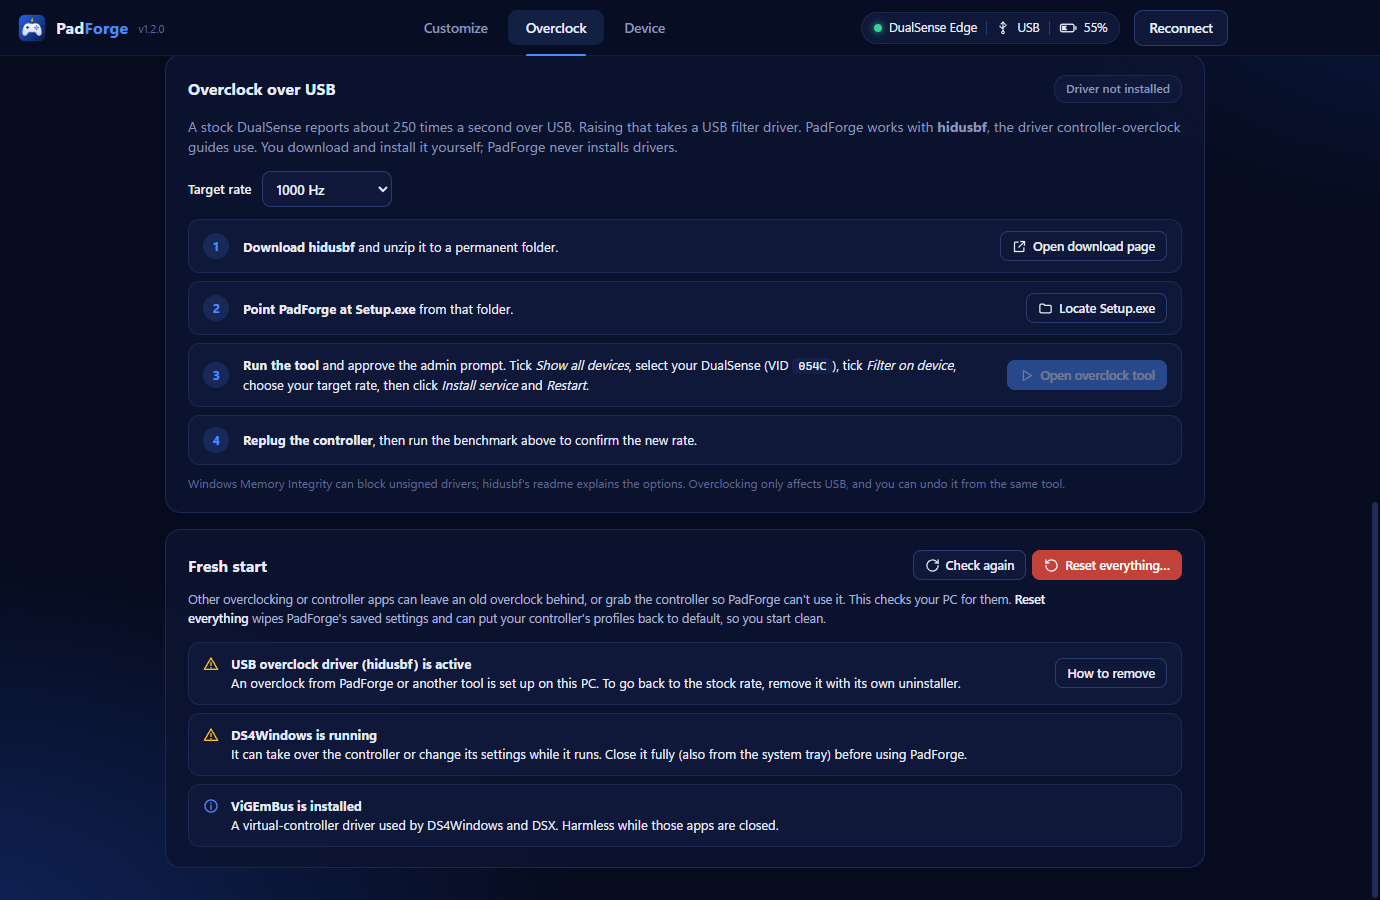 PadForge v1.2.0
Customize
Overclock
Device
DualSense Edge
USB
55%
Reconnect
Overclock over USB
Driver not installed
A stock DualSense reports about 250 times a second over USB. Raising that takes a USB filter driver. PadForge works with hidusbf, the driver controller-overclock
guides use. You download and install it yourself; PadForge never installs drivers.
Target rate
1000 Hz
1
Download hidusbf and unzip it to a permanent folder.
Open download page
2
Point PadForge at Setup.exe from that folder.
Locate Setup.exe
3
Run the tool and approve the admin prompt. Tick Show all devices, select your DualSense (VID 054C ), tick Filter on device,
choose your target rate, then click Install service and Restart.
Open overclock tool
4
Replug the controller, then run the benchmark above to confirm the new rate.
Windows Memory Integrity can block unsigned drivers; hidusbf's readme explains the options. Overclocking only affects USB, and you can undo it from the same tool.
Fresh start
Check again
Reset everything...
Other overclocking or controller apps can leave an old overclock behind, or grab the controller so PadForge can't use it. This checks your PC for them. Reset
everything wipes PadForge's saved settings and can put your controller's profiles back to default, so you start clean.
USB overclock driver (hidusbf) is active
An overclock from PadForge or another tool is set up on this PC. To go back to the stock rate, remove it with its own uninstaller.
How to remove
DS4Windows is running
It can take over the controller or change its settings while it runs. Close it fully (also from the system tray) before using PadForge.
ViGEmBus is installed
A virtual-controller driver used by DS4Windows and DSX. Harmless while those apps are closed.